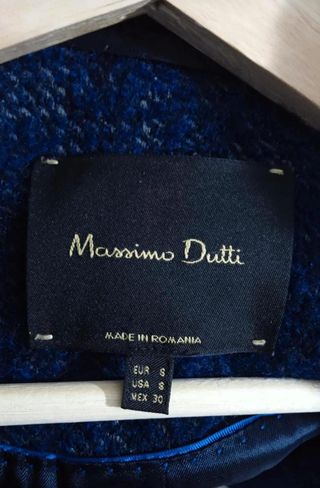 Massimo Dutti
MADE IN ROMANIA
EUR S
USA S
MEX 30